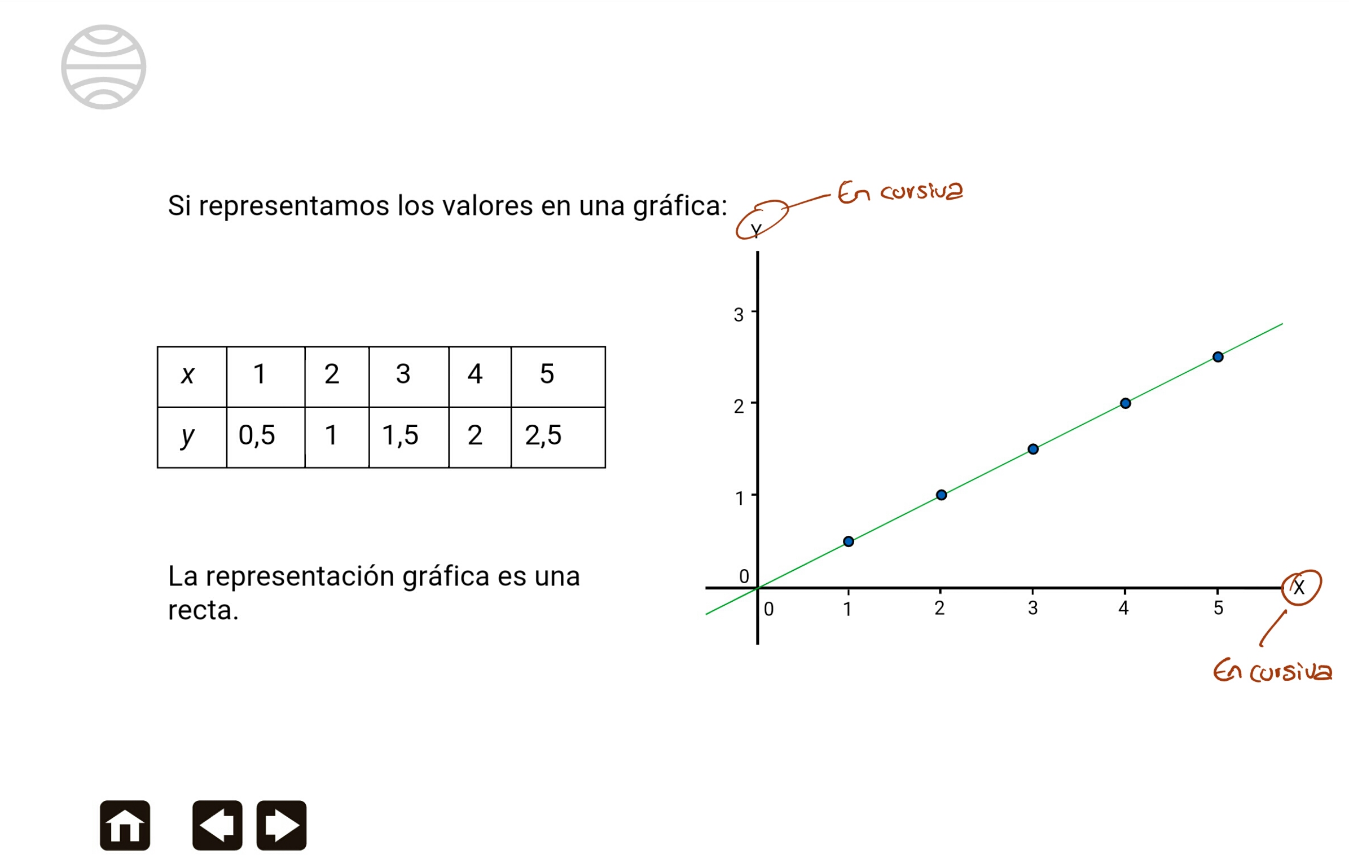 Si representamos los valores en una gráfica:
En cursiva
Y
x 1 2 3 4 5
y 0,5 1 1,5 2 2,5
La representación gráfica es una
recta.
3
2
1
0
0 1 2 3 4 5
X
En cursiva